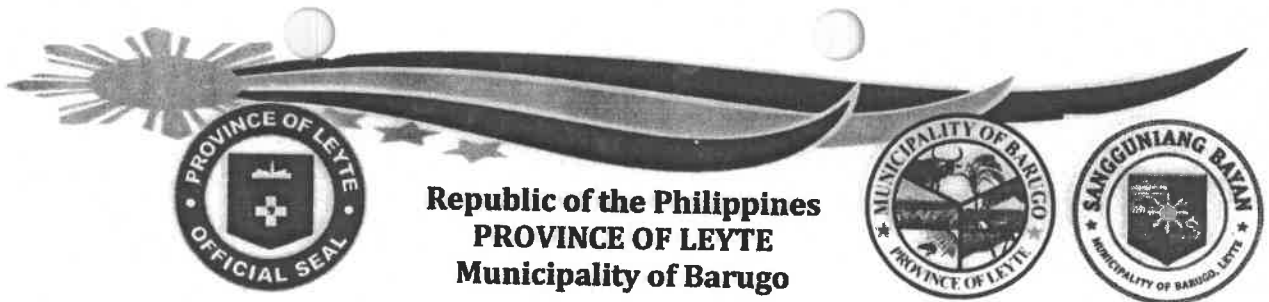 PROVINCE OF LEYTE
OFFICIAL SEAL
Republic of the Philippines
PROVINCE OF LEYTE
Municipality of Barugo
MUNICIPALITY OF BARUGO
PROVINCE OF LEYTE
SANGGUNIANG BAYAN
MUNICIPALITY OF BARUGO, LEYTE